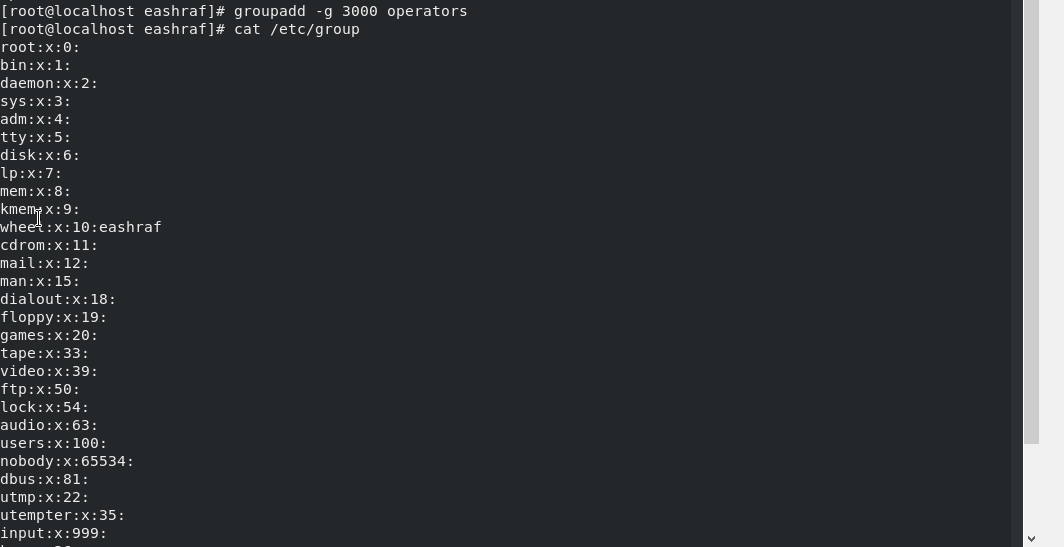 [root@localhost eashraf]# groupadd -g 3000 operators
[root@localhost eashraf]# cat /etc/group
root:x:0:
bin:x:1:
daemon:x:2:
sys:x:3:
adm:x:4:
tty:x:5:
disk:x:6:
lp:x:7:
mem:x:8:
kmem:x:9:
wheel:x:10:eashraf
cdrom:x:11:
mail:x:12:
man:x:15:
dialout:x:18:
floppy:x:19:
games:x:20:
tape:x:33:
video:x:39:
ftp:x:50:
lock:x:54:
audio:x:63:
users:x:100:
nobody:x:65534:
dbus:x:81:
utmp:x:22:
utempter:x:35:
input:x:999: